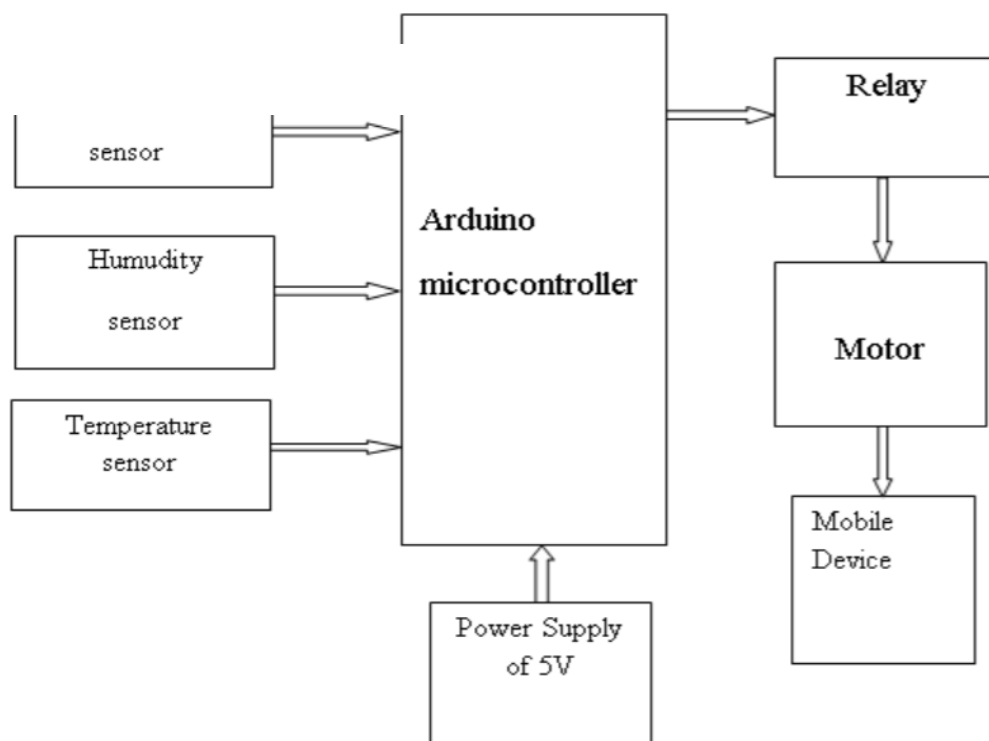 sensor
Humudity
sensor
Temperature
sensor
Arduino
microcontroller
Power Supply
of 5V
Relay
Motor
Mobile
Device